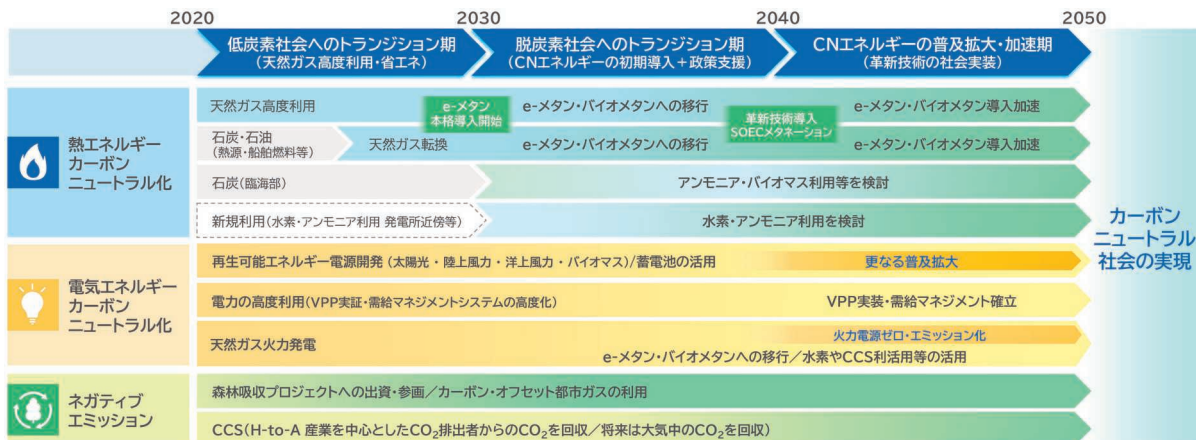 2020
2030
2040
2050
低炭素社会へのトランジション期
(天然ガス高度利用・省エネ)
脱炭素社会へのトランジション期
(CNエネルギーの初期導入+政策支援)
CNエネルギーの普及拡大・加速期
(革新技術の社会実装)
熱エネルギー
カーボン
ニュートラル化
天然ガス高度利用
e-メタン
本格導入開始
e-メタン・バイオメタンへの移行
革新技術導入
SOECメタネーション
e-メタン・バイオメタン導入加速
石炭・石油
(熱源・船舶燃料等)
天然ガス転換
e-メタン・バイオメタンへの移行
e-メタン・バイオメタン導入加速
石炭(臨海部)
アンモニア・バイオマス利用等を検討
新規利用(水素・アンモニア利用 発電所近傍等)
水素・アンモニア利用を検討
電気エネルギー
カーボン
ニュートラル化
再生可能エネルギー電源開発 (太陽光・陸上風力・洋上風力・バイオマス)/蓄電池の活用
更なる普及拡大
電力の高度利用(VPP実証・需給マネジメントシステムの高度化)
VPP実装・需給マネジメント確立
天然ガス火力発電
火力電源ゼロ・エミッション化
e-メタン・バイオメタンへの移行/水素やCCS利活用等の活用
ネガティブ
エミッション
森林吸収プロジェクトへの出資・参画/カーボン・オフセット都市ガスの利用
CCS(H-to-A 産業を中心としたCO₂排出者からのCO₂を回収/将来は大気中のCO₂を回収)
カーボン
ニュートラル
社会の実現